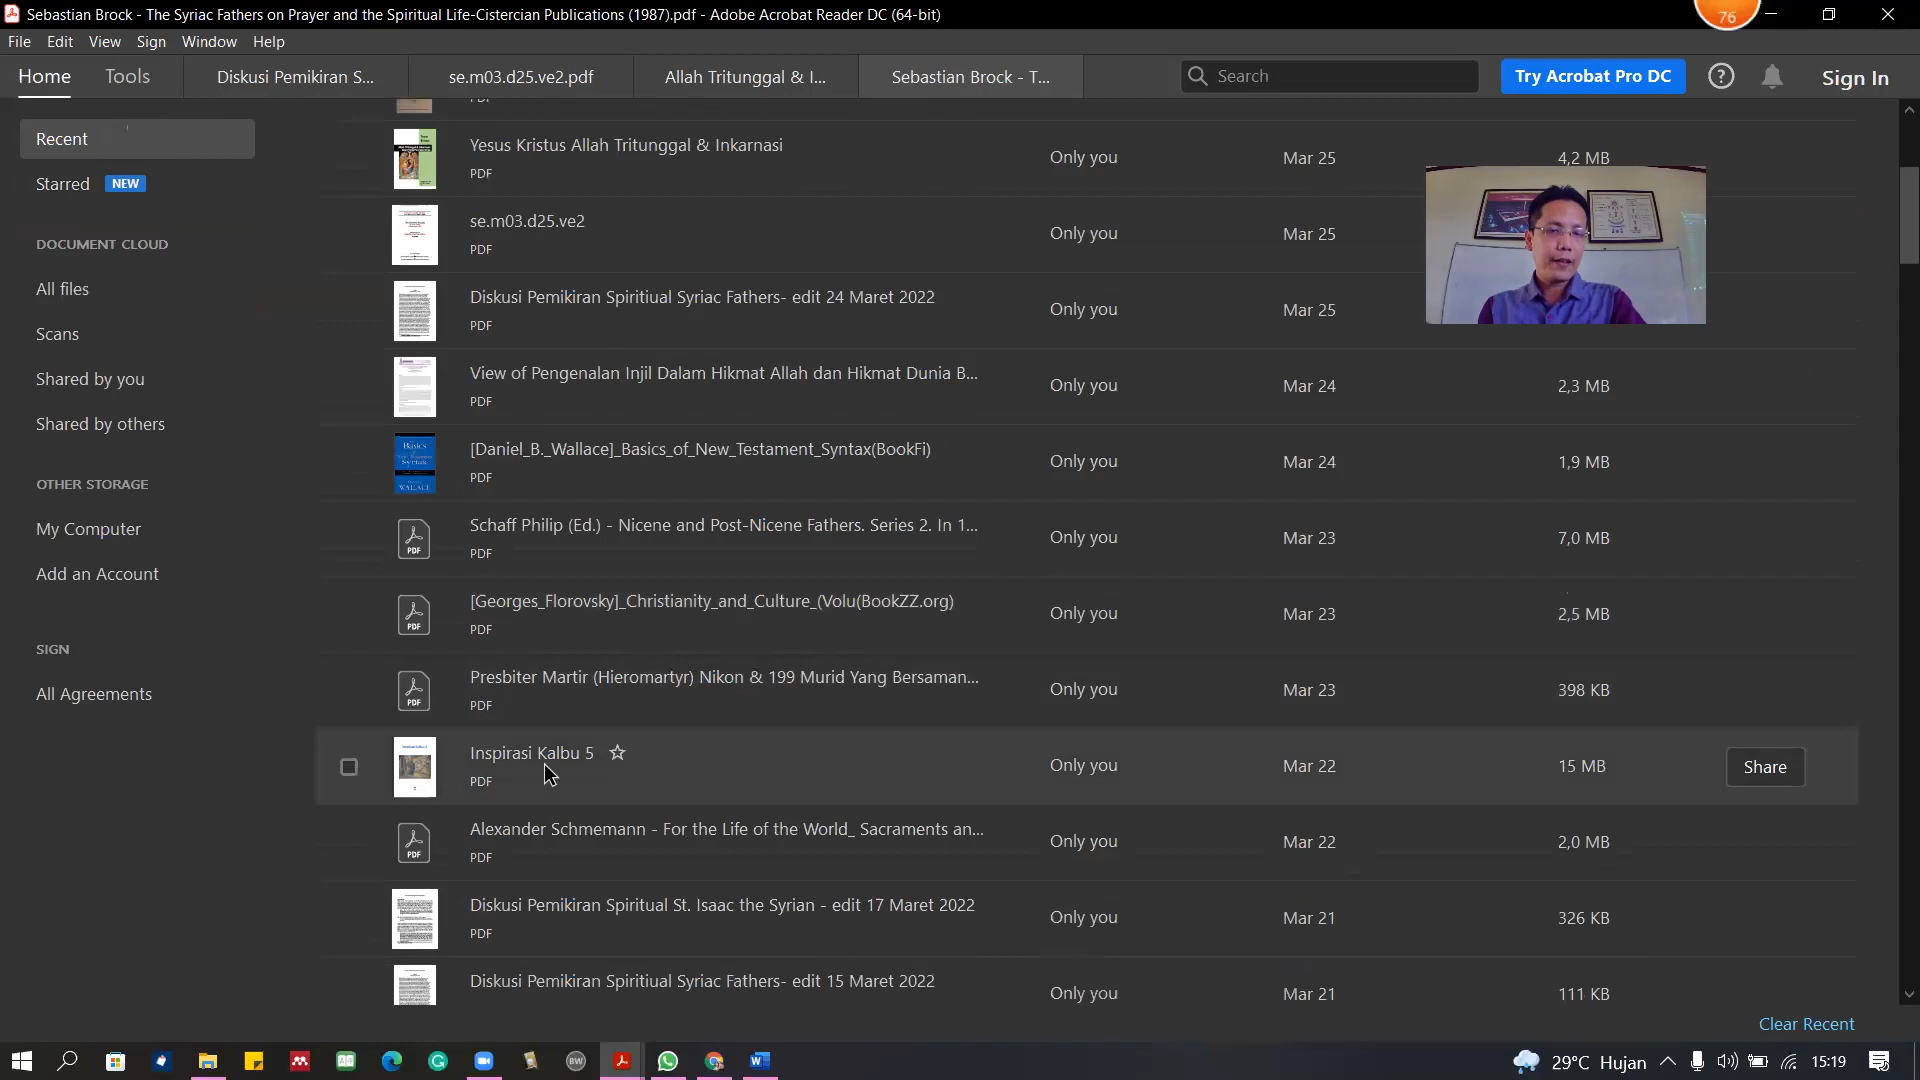 Sebastian Brock - The Syriac Fathers on Prayer and the Spiritual Life-Cistercian Publications (1987).pdf - Adobe Acrobat Reader DC (64-bit)
76
File Edit View Sign Window Help
Home Tools Diskusi Pemikiran S... se.m03.d25.ve2.pdf Allah Tritunggal & I... Sebastian Brock - T... Search Try Acrobat Pro DC Sign In
Recent
Starred NEW
DOCUMENT CLOUD
All files
Scans
Shared by you
Shared by others
OTHER STORAGE
My Computer
Add an Account
SIGN
All Agreements
PDF
Yesus Kristus Allah Tritunggal & Inkarnasi
PDF
Only you Mar 25 4,2 MB
se.m03.d25.ve2
PDF
Only you Mar 25
Diskusi Pemikiran Spiritiual Syriac Fathers- edit 24 Maret 2022
PDF
Only you Mar 25
View of Pengenalan Injil Dalam Hikmat Allah dan Hikmat Dunia B...
PDF
Only you Mar 24 2,3 MB
[Daniel_B._Wallace]_Basics_of_New_Testament_Syntax(BookFi)
PDF
Only you Mar 24 1,9 MB
Schaff Philip (Ed.) - Nicene and Post-Nicene Fathers. Series 2. In 1...
PDF
Only you Mar 23 7,0 MB
[Georges_Florovsky]_Christianity_and_Culture_(Volu(BookZZ.org)
PDF
Only you Mar 23 2,5 MB
Presbiter Martir (Hieromartyr) Nikon & 199 Murid Yang Bersaman...
PDF
Only you Mar 23 398 KB
Inspirasi Kalbu 5
PDF
Only you Mar 22 15 MB Share
Alexander Schmemann - For the Life of the World_ Sacraments an...
PDF
Only you Mar 22 2,0 MB
Diskusi Pemikiran Spiritual St. Isaac the Syrian - edit 17 Maret 2022
PDF
Only you Mar 21 326 KB
Diskusi Pemikiran Spiritiual Syriac Fathers- edit 15 Maret 2022
Only you Mar 21 111 KB
Clear Recent
29°C Hujan 15:19